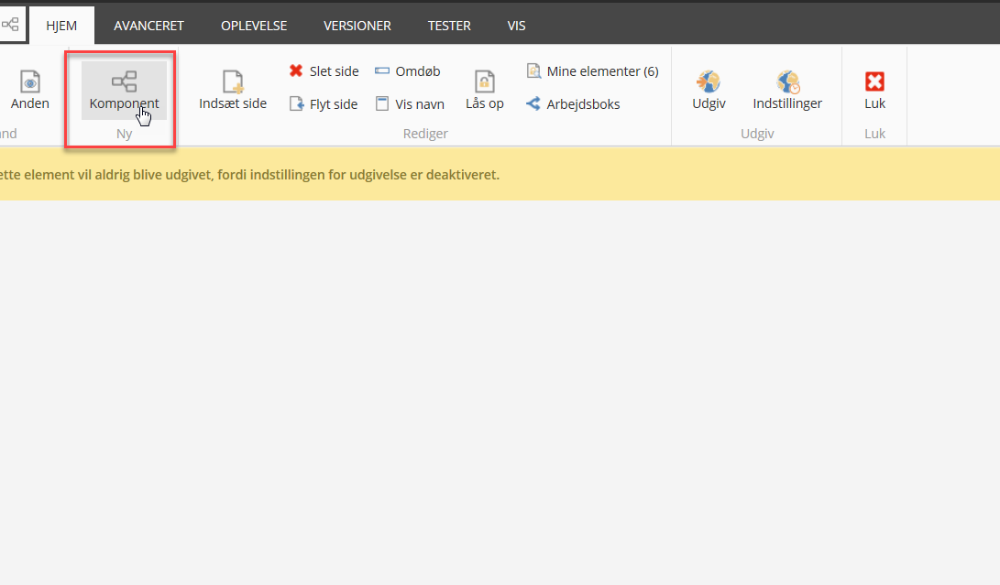 HJEM AVANCERET OPLEVELSE VERSIONER TESTER VIS
Slet side Omdøb Mine elementer (6)
Anden Komponent Indsæt side Flyt side Vis navn Lås op Arbejdsboks Udgiv Indstillinger Luk
Ny Rediger Udgiv Luk
element vil aldrig blive udgivet, fordi indstillingen for udgivelse er deaktiveret.